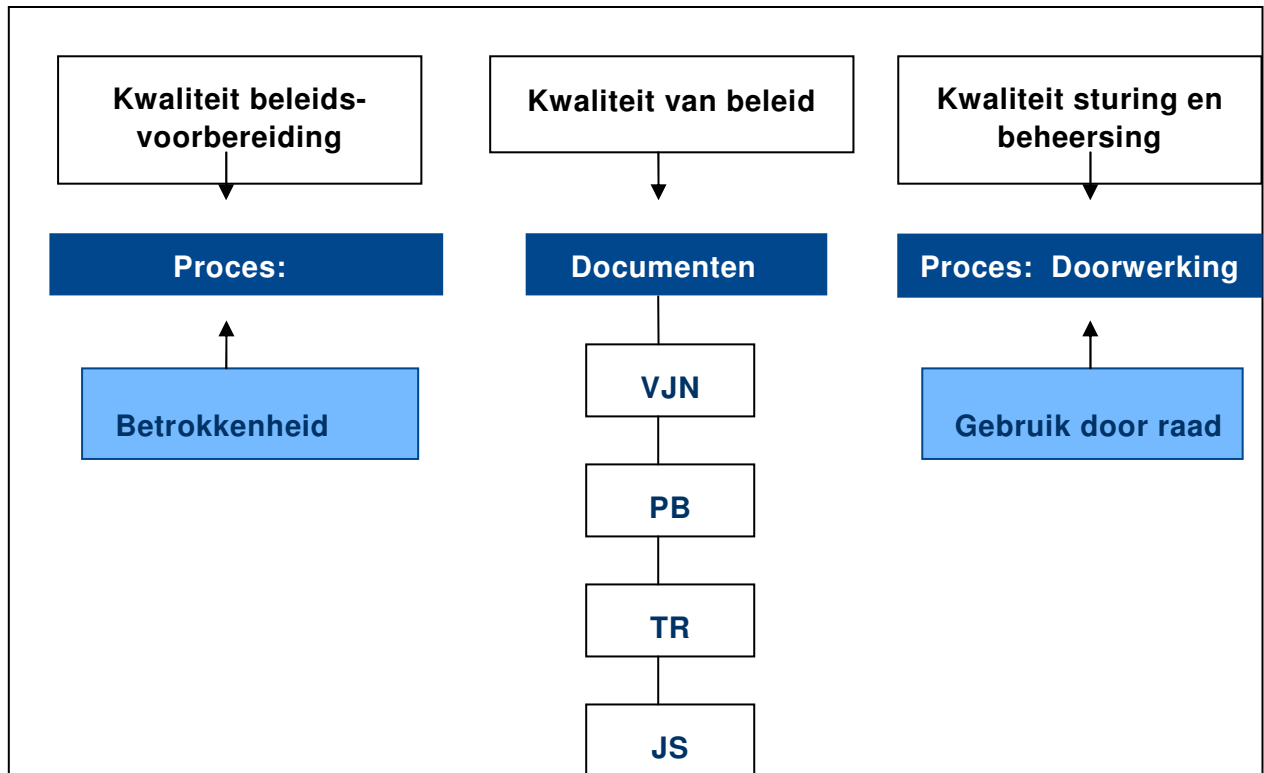 Kwaliteit beleids-
voorbereiding
Kwaliteit van beleid
Kwaliteit sturing en
beheersing
Proces:
Documenten
Proces: Doorwerking
Betrokkenheid
VJN
Gebruik door raad
PB
TR
JS